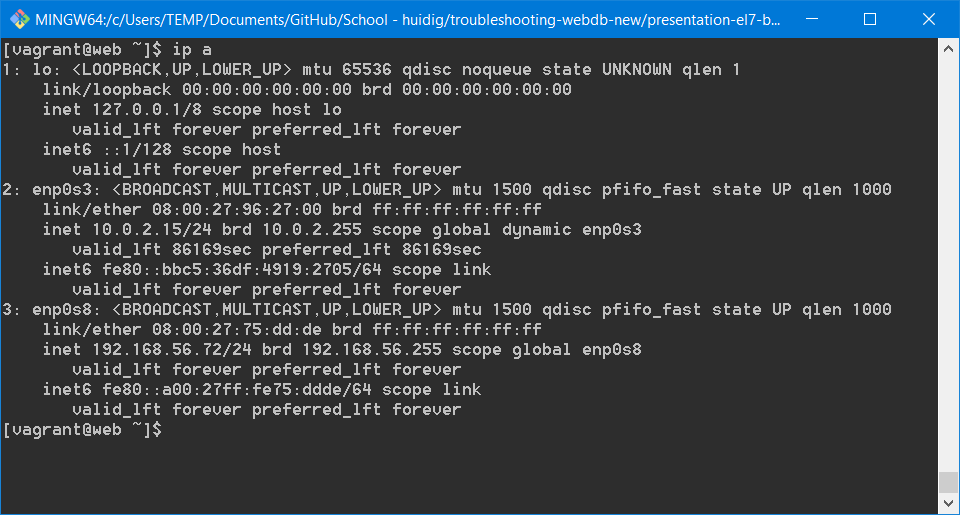 MINGW64:/c/Users/TEMP/Documents/GitHub/School - huidig/troubleshooting-webdb-new/presentation-el7-b...
[vagrant@web ~]$ ip a
1: lo: <LOOPBACK,UP,LOWER_UP> mtu 65536 qdisc noqueue state UNKNOWN qlen 1
    link/loopback 00:00:00:00:00:00 brd 00:00:00:00:00:00
    inet 127.0.0.1/8 scope host lo
       valid_lft forever preferred_lft forever
    inet6 ::1/128 scope host
       valid_lft forever preferred_lft forever
2: enp0s3: <BROADCAST,MULTICAST,UP,LOWER_UP> mtu 1500 qdisc pfifo_fast state UP qlen 1000
    link/ether 08:00:27:96:27:00 brd ff:ff:ff:ff:ff:ff
    inet 10.0.2.15/24 brd 10.0.2.255 scope global dynamic enp0s3
       valid_lft 86169sec preferred_lft 86169sec
    inet6 fe80::bbc5:36df:4919:2705/64 scope link
       valid_lft forever preferred_lft forever
3: enp0s8: <BROADCAST,MULTICAST,UP,LOWER_UP> mtu 1500 qdisc pfifo_fast state UP qlen 1000
    link/ether 08:00:27:75:dd:de brd ff:ff:ff:ff:ff:ff
    inet 192.168.56.72/24 brd 192.168.56.255 scope global enp0s8
       valid_lft forever preferred_lft forever
    inet6 fe80::a00:27ff:fe75:ddde/64 scope link
       valid_lft forever preferred_lft forever
[vagrant@web ~]$